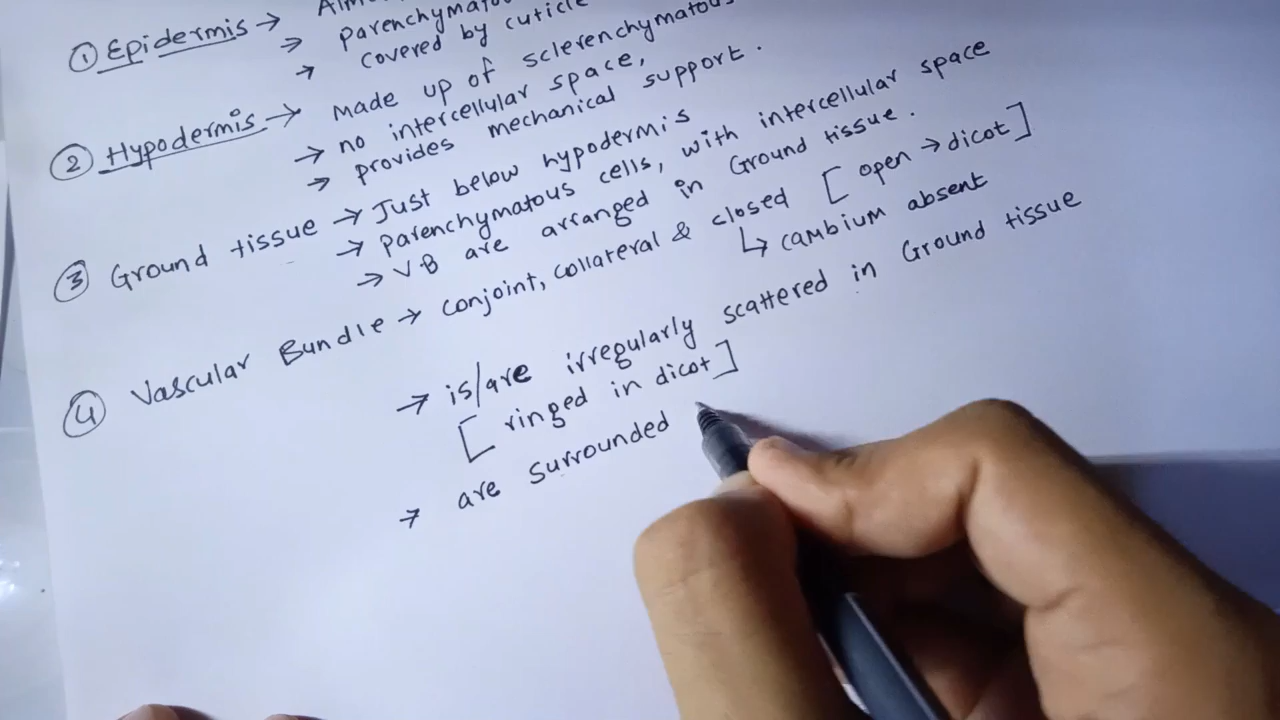 ① Epidermis →
→ parenchymatou
→ covered by cuticle
② Hypodermis → made up of sclerenchymatous
→ no intercellular space,
→ provides mechanical support.
③ Ground tissue → Just below hypodermis
→ parenchymatous cells, with intercellular space
→ VB are arranged in Ground tissue.
④ Vascular Bundle → conjoint, collateral & closed [open → dicot]
↳ cambium absent
→ is/are irregularly scattered in Ground tissue
[ringed in dicot]
→ are surrounded